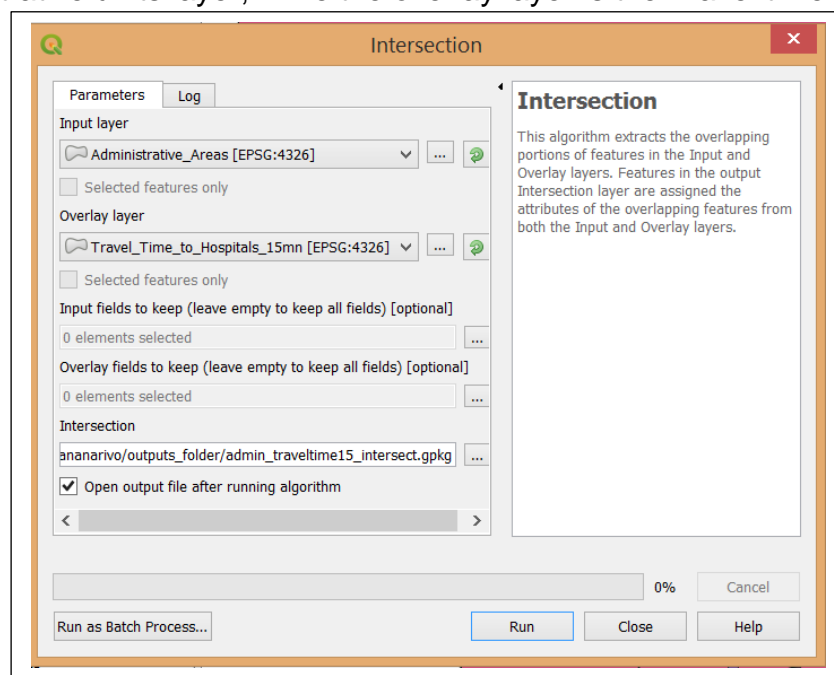 Intersection
Parameters Log
Input layer
Administrative_Areas [EPSG:4326]
...
Selected features only
Overlay layer
Travel_Time_to_Hospitals_15mn [EPSG:4326]
...
Selected features only
Input fields to keep (leave empty to keep all fields) [optional]
0 elements selected
...
Overlay fields to keep (leave empty to keep all fields) [optional]
0 elements selected
...
Intersection
ananarivo/outputs_folder/admin_traveltime15_intersect.gpkg
...
Open output file after running algorithm
Intersection
This algorithm extracts the overlapping
portions of features in the Input and
Overlay layers. Features in the output
Intersection layer are assigned the
attributes of the overlapping features from
both the Input and Overlay layers.
0% Cancel
Run as Batch Process... Run Close Help